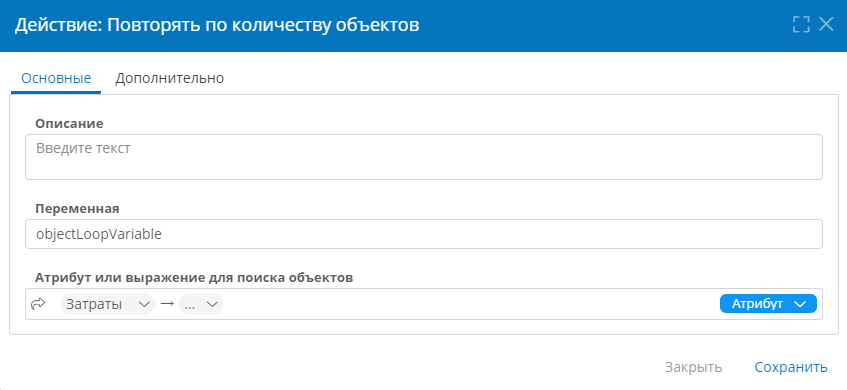 Действие: Повторять по количеству объектов
Основные Дополнительно
Описание
Введите текст
Переменная
objectLoopVariable
Атрибут или выражение для поиска объектов
Затраты → ... Атрибут
Закрыть Сохранить